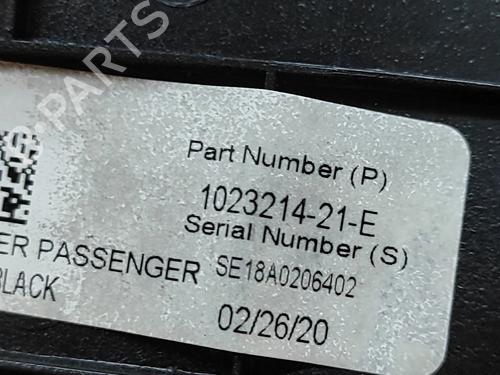 Part Number (P)
1023214-21-E
Serial Number (S)
ER PASSENGER SE18A0206402
BLACK
02/26/20
PARTS